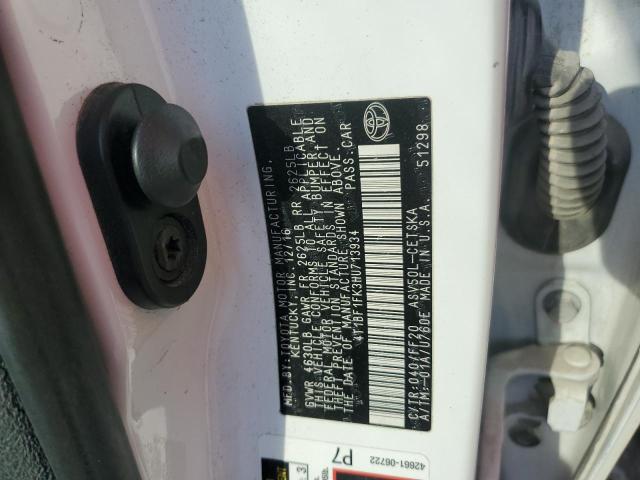 MFD.BY:TOYOTA MOTOR MANUFACTURING,
KENTUCKY, INC. 12/16
GVWR 4630LB GAWR FR 2625LB RR 2625LB
THIS VEHICLE CONFORMS TO ALL APPLICABLE
FEDERAL MOTOR VEHICLE SAFETY, BUMPER, AND
THEFT PREVENTION STANDARDS IN EFFECT ON
THE DATE OF MANUFACTURE SHOWN ABOVE.
4T1BF1FK3HU713934 PASS.CAR
C/TR:040/FF20 ASV50L-CETSKA
A/TM:-01A/U760E MADE IN U.S.A.
51298
42661-06722
P7